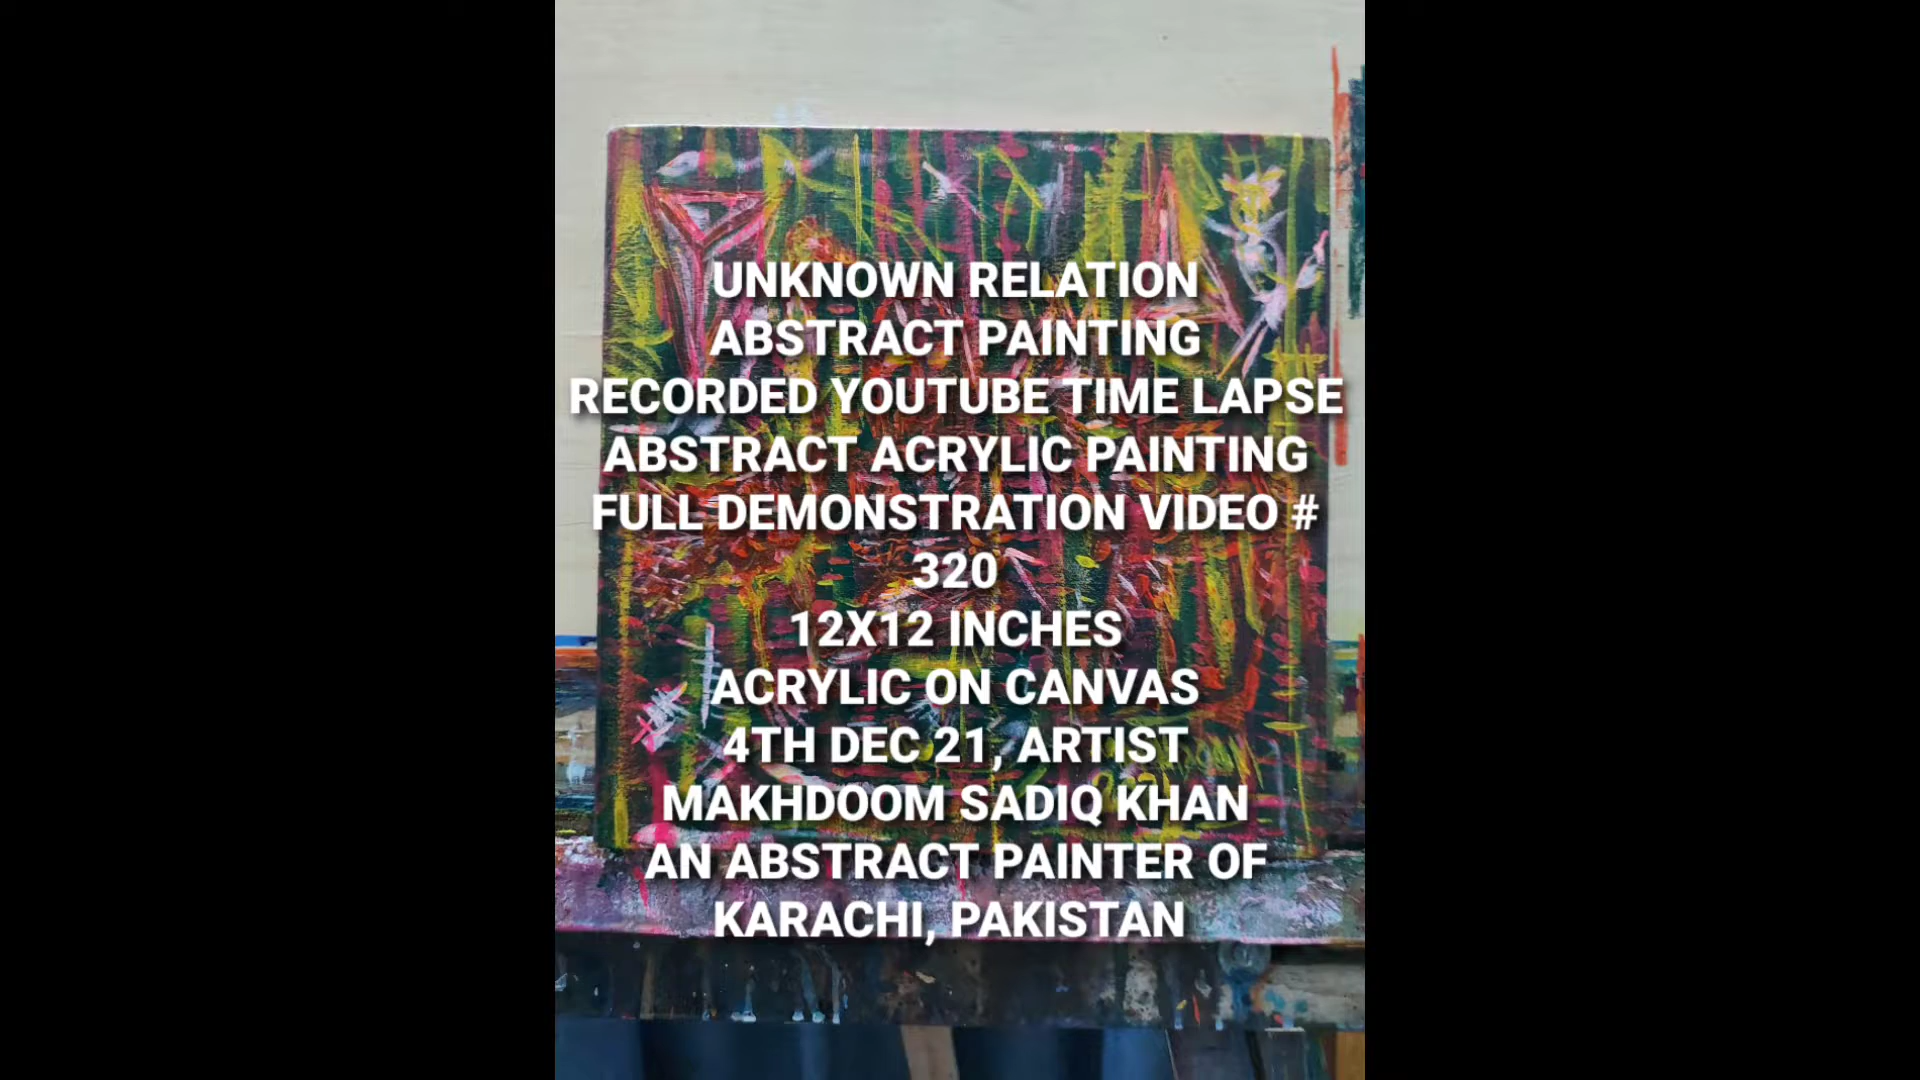 UNKNOWN RELATION
ABSTRACT PAINTING
RECORDED YOUTUBE TIME LAPSE
ABSTRACT ACRYLIC PAINTING
FULL DEMONSTRATION VIDEO #
320
12X12 INCHES
ACRYLIC ON CANVAS
4TH DEC 21, ARTIST
MAKHDOOM SADIQ KHAN
AN ABSTRACT PAINTER OF
KARACHI, PAKISTAN